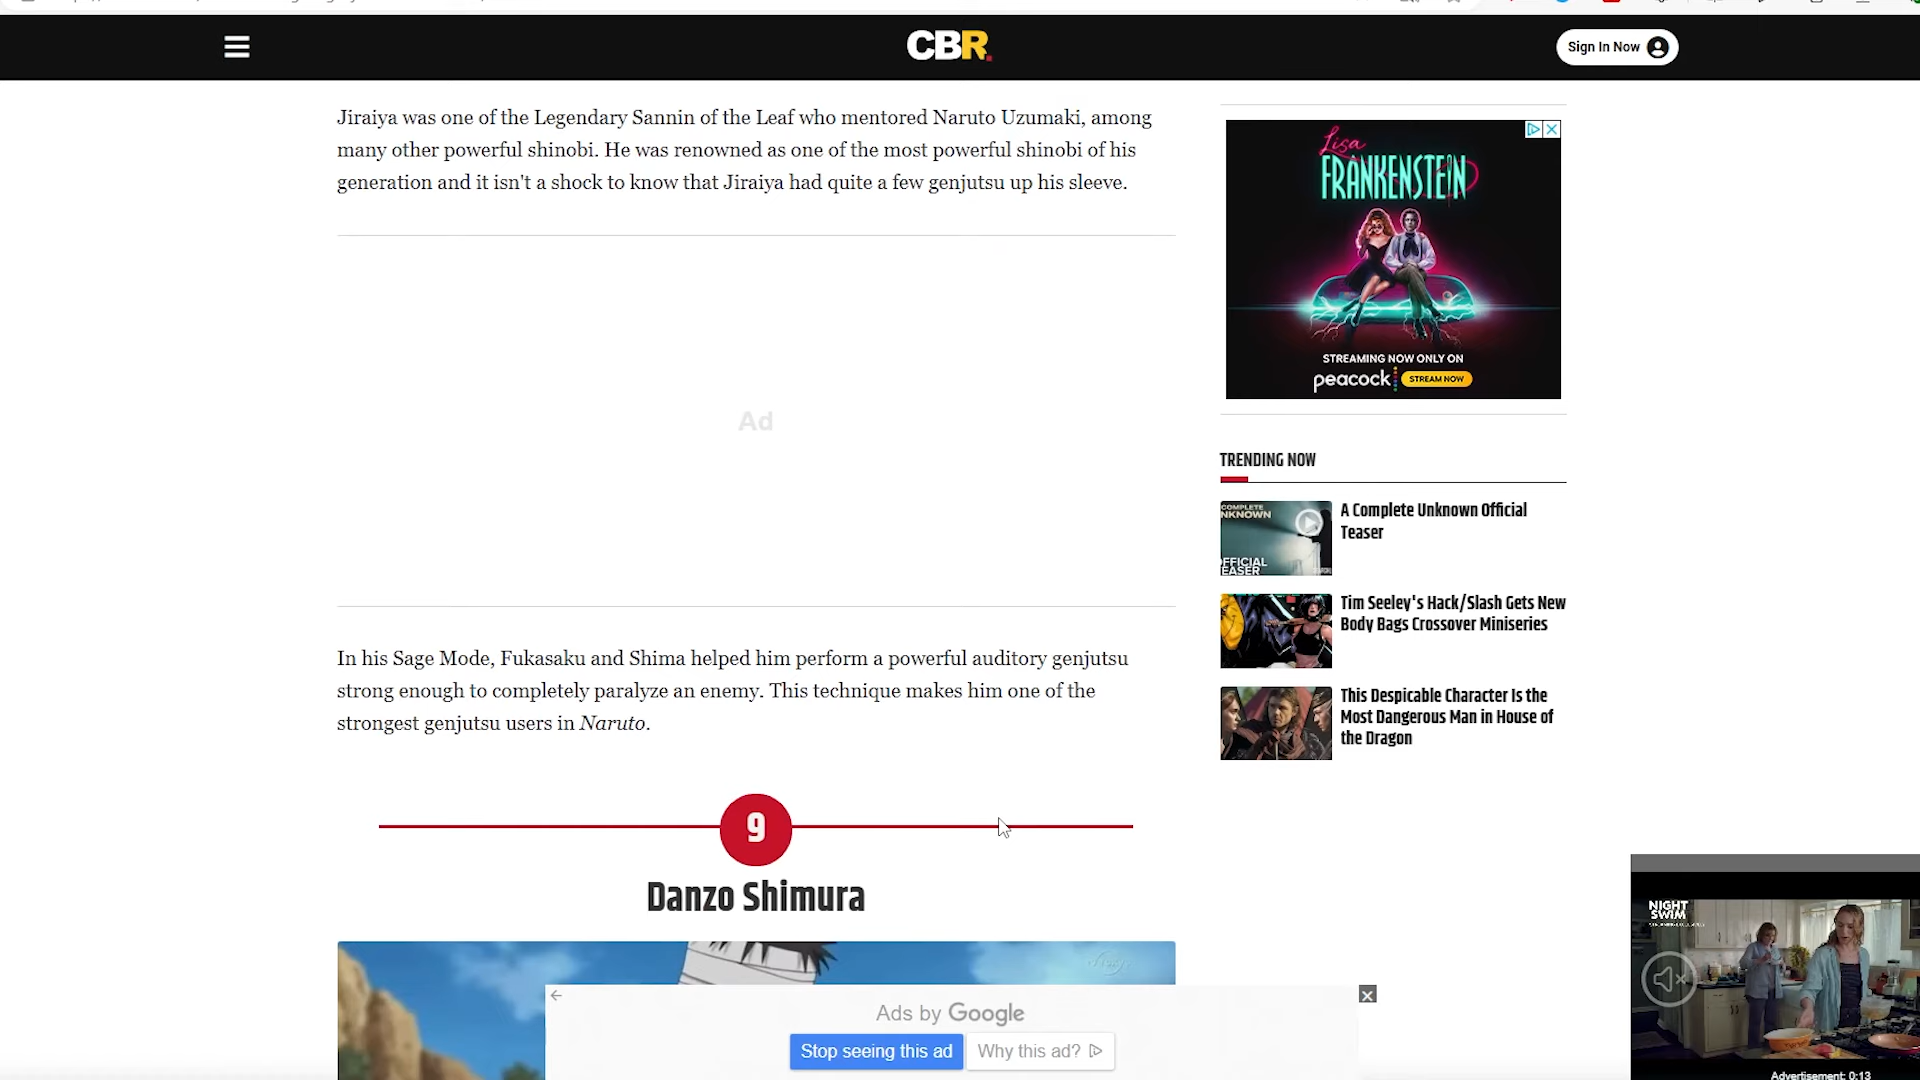 CBR.
Sign In Now
Jiraiya was one of the Legendary Sannin of the Leaf who mentored Naruto Uzumaki, among
many other powerful shinobi. He was renowned as one of the most powerful shinobi of his
generation and it isn't a shock to know that Jiraiya had quite a few genjutsu up his sleeve.
Ad
In his Sage Mode, Fukasaku and Shima helped him perform a powerful auditory genjutsu
strong enough to completely paralyze an enemy. This technique makes him one of the
strongest genjutsu users in Naruto.
9
Danzo Shimura
Lisa
FRANKENSTEIN
STREAMING NOW ONLY ON
peacock
STREAM NOW
TRENDING NOW
COMPLETE
NKNOWN
FFICIAL
EASER
A Complete Unknown Official
Teaser
Tim Seeley's Hack/Slash Gets New
Body Bags Crossover Miniseries
This Despicable Character Is the
Most Dangerous Man in House of
the Dragon
Ads by Google
Stop seeing this ad
Why this ad?
NIGHT
SWIM
Advertisement: 0:13